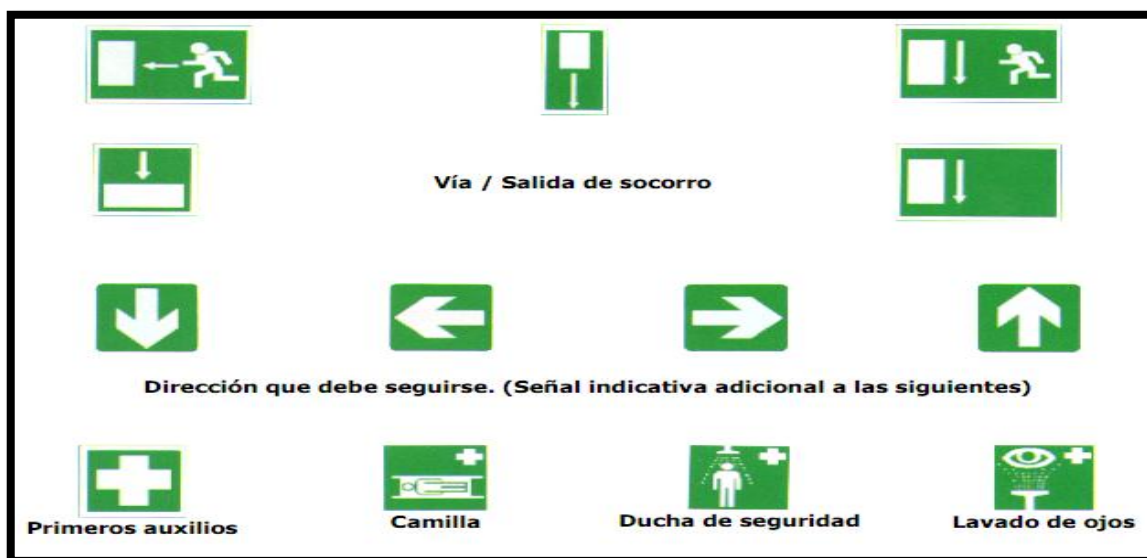 Vía / Salida de socorro
Dirección que debe seguirse. (Señal indicativa adicional a las siguientes)
Primeros auxilios
Camilla
Ducha de seguridad
Lavado de ojos